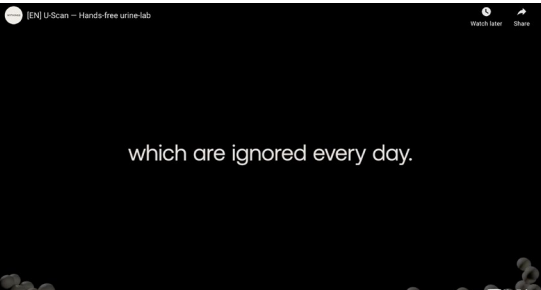 [EN] U-Scan — Hands-free urine-lab
Watch later
Share
which are ignored every day.